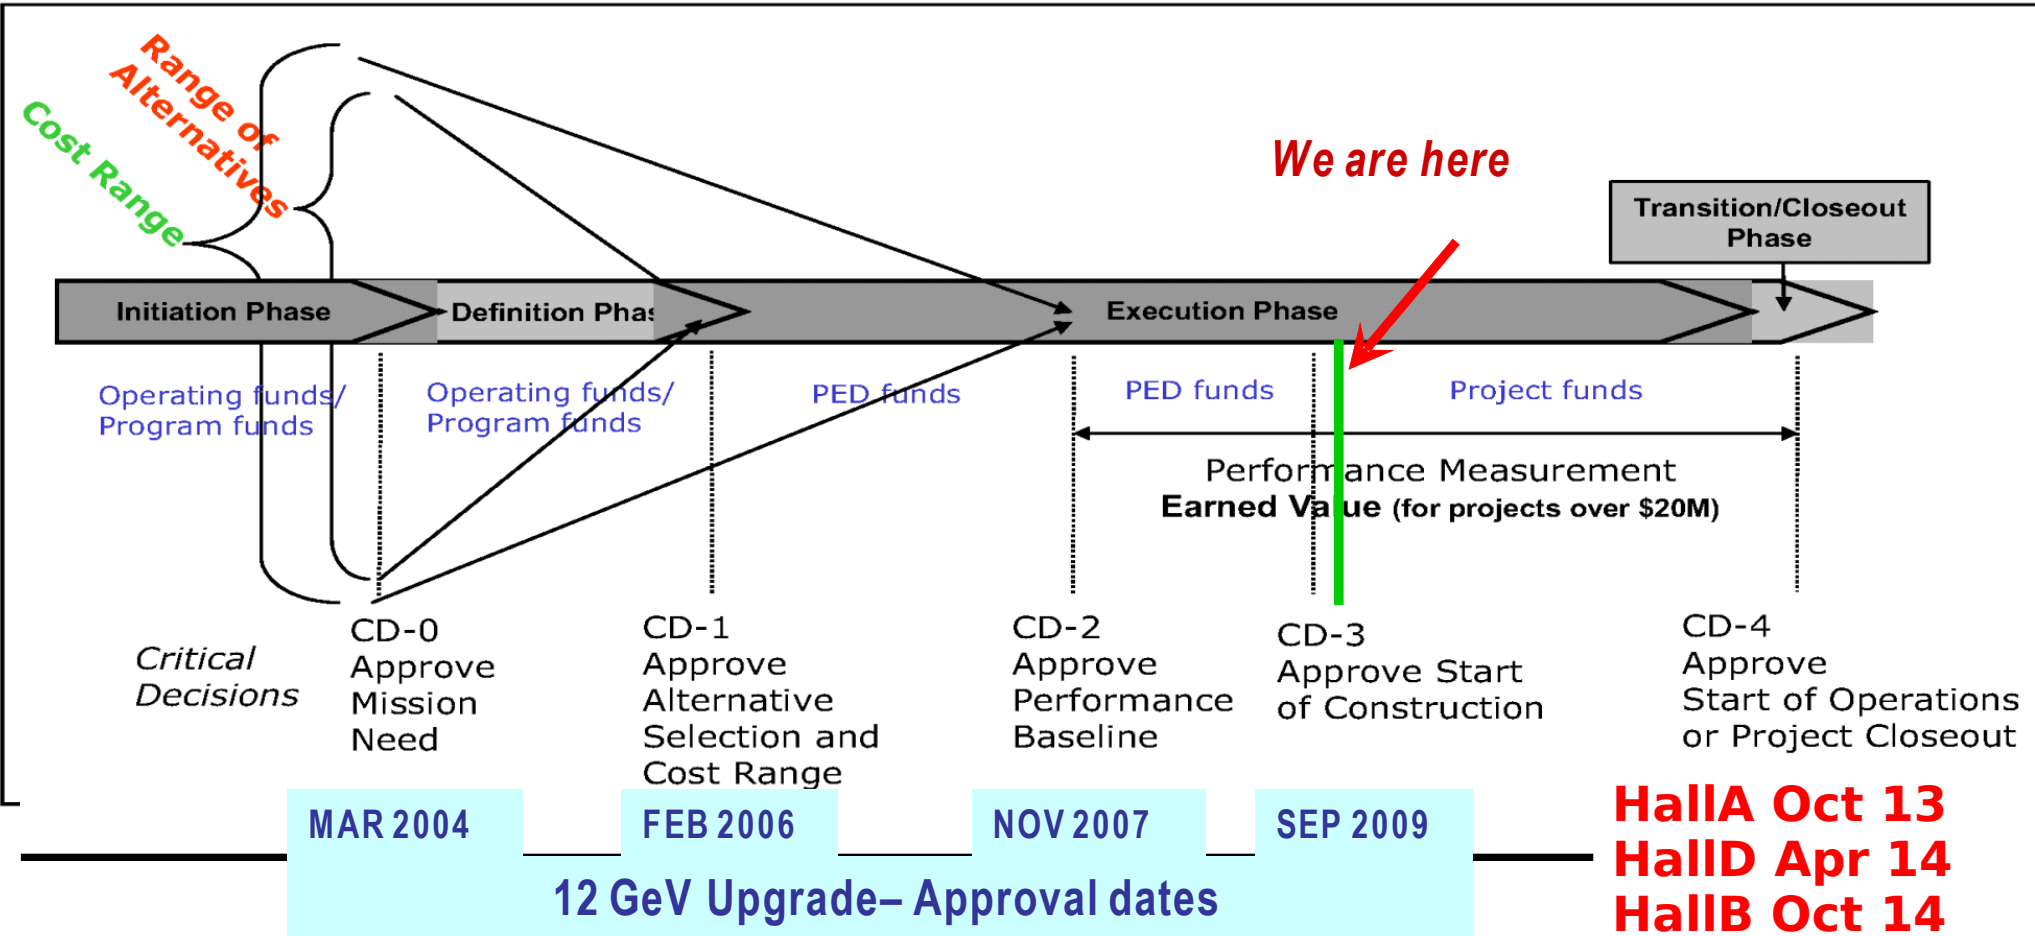 Range of
Alternatives
Cost Range
We are here
Transition/Closeout
Phase
Initiation Phase
Definition Phas
Execution Phase
Operating funds/
Program funds
Operating funds/
Program funds
PED funds
PED funds
Project funds
Performance Measurement
Earned Value (for projects over $20M)
Critical
Decisions
CD-0
Approve
Mission
Need
CD-1
Approve
Alternative
Selection and
Cost Range
CD-2
Approve
Performance
Baseline
CD-3
Approve Start
of Construction
CD-4
Approve
Start of Operations
or Project Closeout
MAR 2004
FEB 2006
NOV 2007
SEP 2009
12 GeV Upgrade– Approval dates
HallA Oct 13
HallD Apr 14
HallB Oct 14